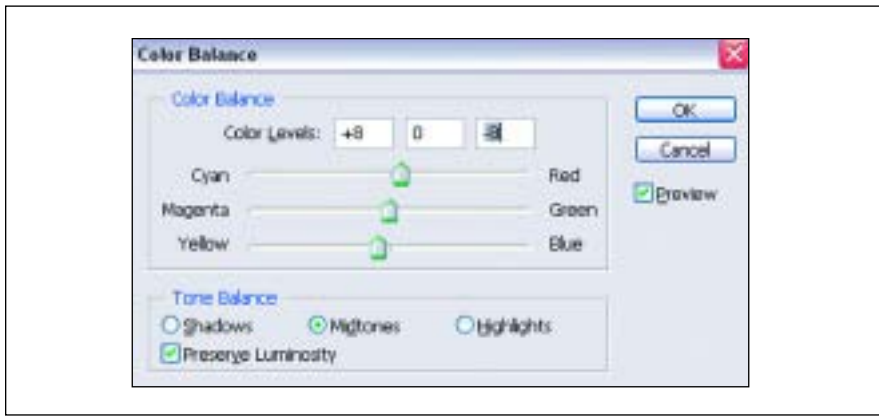 Color Balance
Color Balance
OK
Color Levels: +8 0 -8
Cancel
Cyan Red
Preview
Magenta Green
Yellow Blue
Tone Balance
Shadows Midtones Highlights
Preserve Luminosity